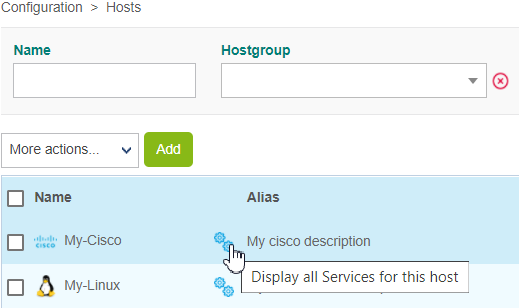 Configuration > Hosts
Name Hostgroup
More actions... Add
Name Alias
CISCO My-Cisco My cisco description
Display all Services for this host
My-Linux